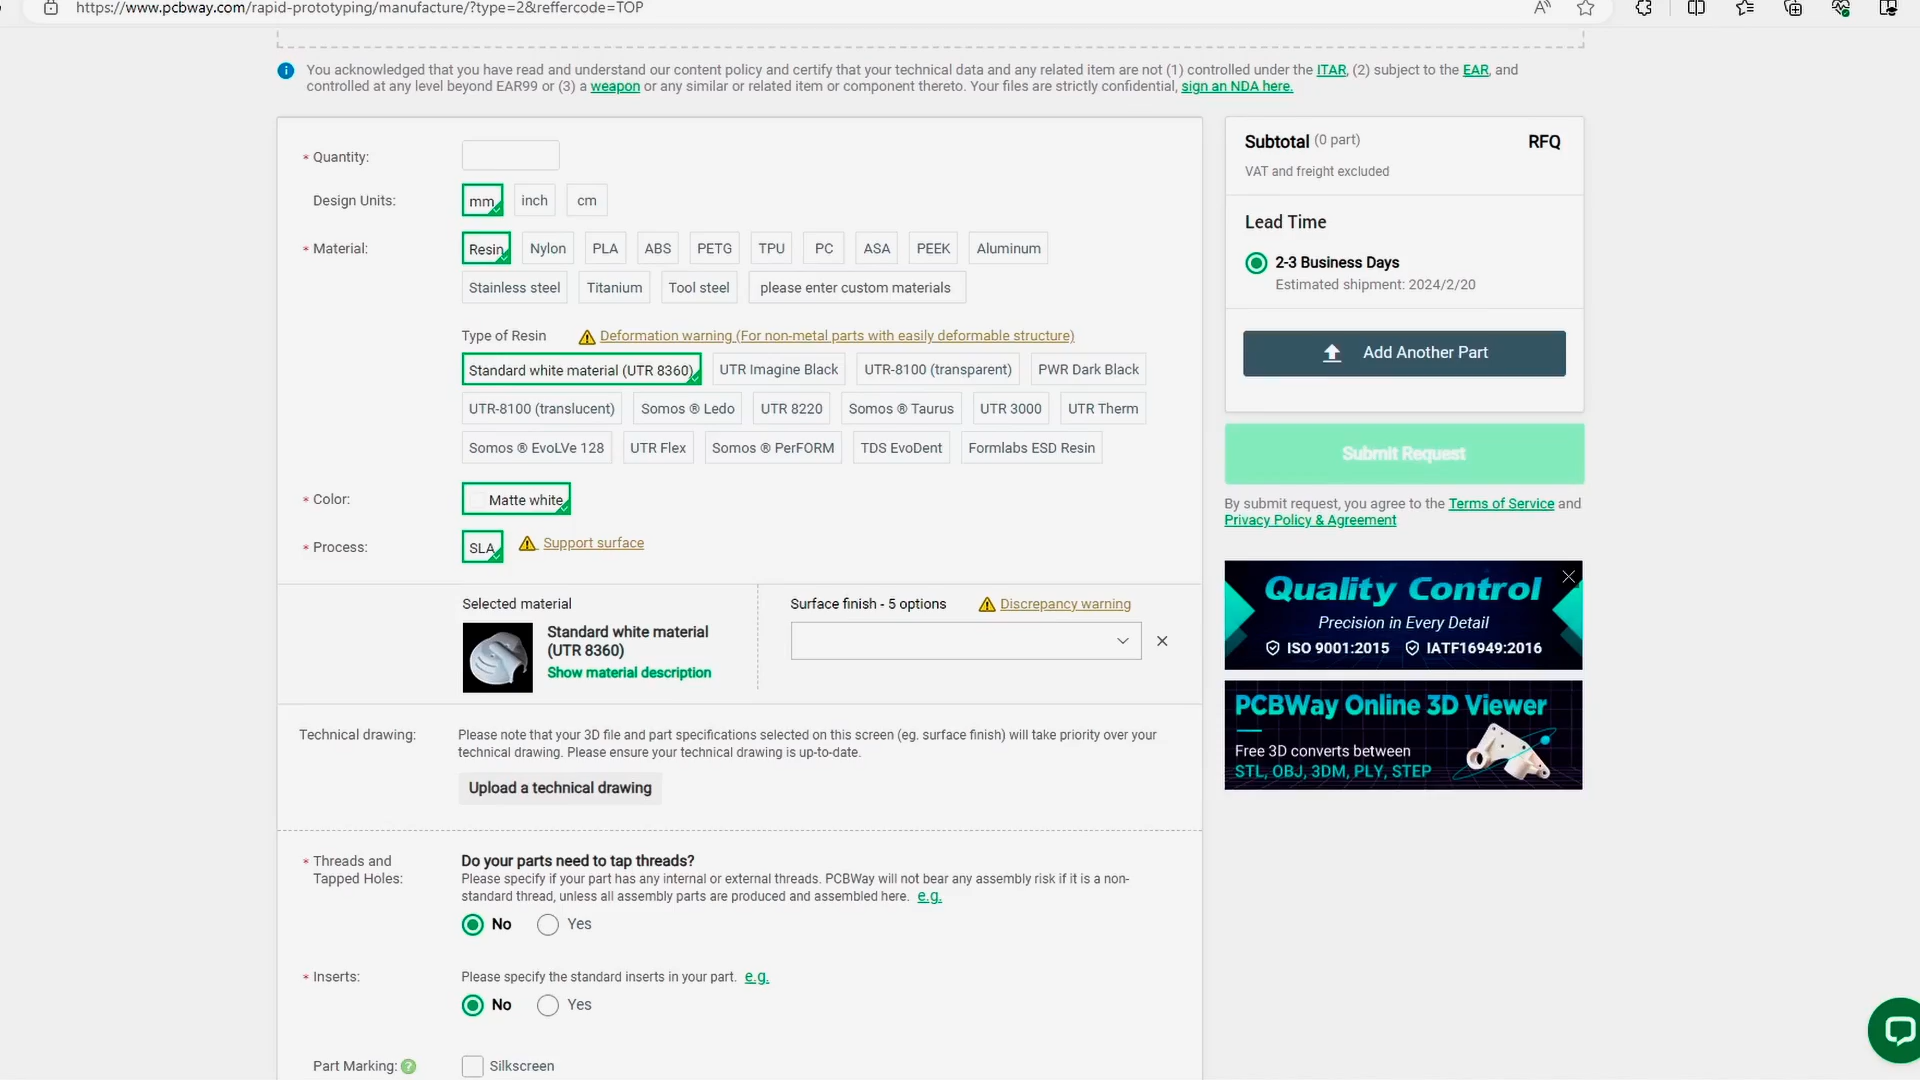 https://www.pcbway.com/rapid-prototyping/manufacture/?type=2&reffercode=TOP
You acknowledged that you have read and understand our content policy and certify that your technical data and any related item are not (1) controlled under the ITAR, (2) subject to the EAR, and
controlled at any level beyond EAR99 or (3) a weapon or any similar or related item or component thereto. Your files are strictly confidential, sign an NDA here.
* Quantity:
Design Units: mm inch cm
* Material: Resin Nylon PLA ABS PETG TPU PC ASA PEEK Aluminum
Stainless steel Titanium Tool steel please enter custom materials
Type of Resin Deformation warning (For non-metal parts with easily deformable structure)
Standard white material (UTR 8360) UTR Imagine Black UTR-8100 (transparent) PWR Dark Black
UTR-8100 (translucent) Somos ® Ledo UTR 8220 Somos ® Taurus UTR 3000 UTR Therm
Somos ® EvoLVe 128 UTR Flex Somos ® PerFORM TDS EvoDent Formlabs ESD Resin
* Color: Matte white
* Process: SLA Support surface
Selected material
Standard white material
(UTR 8360)
Show material description
Surface finish - 5 options Discrepancy warning
Technical drawing: Please note that your 3D file and part specifications selected on this screen (eg. surface finish) will take priority over your
technical drawing. Please ensure your technical drawing is up-to-date.
Upload a technical drawing
* Threads and
Tapped Holes:
Do your parts need to tap threads?
Please specify if your part has any internal or external threads. PCBWay will not bear any assembly risk if it is a non-
standard thread, unless all assembly parts are produced and assembled here. e.g.
No Yes
* Inserts: Please specify the standard inserts in your part. e.g.
No Yes
Part Marking: ? Silkscreen
Subtotal (0 part) RFQ
VAT and freight excluded
Lead Time
2-3 Business Days
Estimated shipment: 2024/2/20
Add Another Part
Submit Request
By submit request, you agree to the Terms of Service and
Privacy Policy & Agreement
Quality Control
Precision in Every Detail
ISO 9001:2015 IATF16949:2016
PCBWay Online 3D Viewer
Free 3D converts between
STL, OBJ, 3DM, PLY, STEP